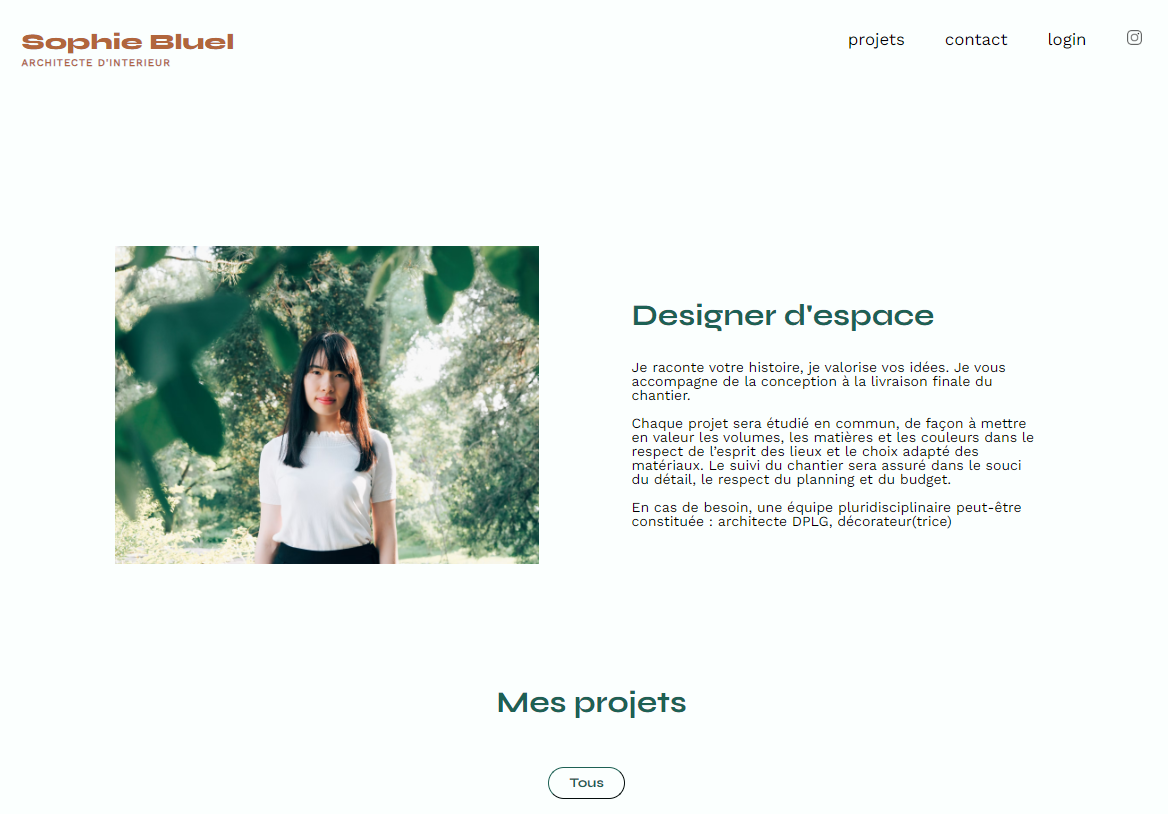 Sophie Bluel
ARCHITECTE D'INTERIEUR
projets contact login
Designer d'espace
Je raconte votre histoire, je valorise vos idées. Je vous
accompagne de la conception à la livraison finale du
chantier.
Chaque projet sera étudié en commun, de façon à mettre
en valeur les volumes, les matières et les couleurs dans le
respect de l’esprit des lieux et le choix adapté des
matériaux. Le suivi du chantier sera assuré dans le souci
du détail, le respect du planning et du budget.
En cas de besoin, une équipe pluridisciplinaire peut-être
constituée : architecte DPLG, décorateur(trice)
Mes projets
Tous